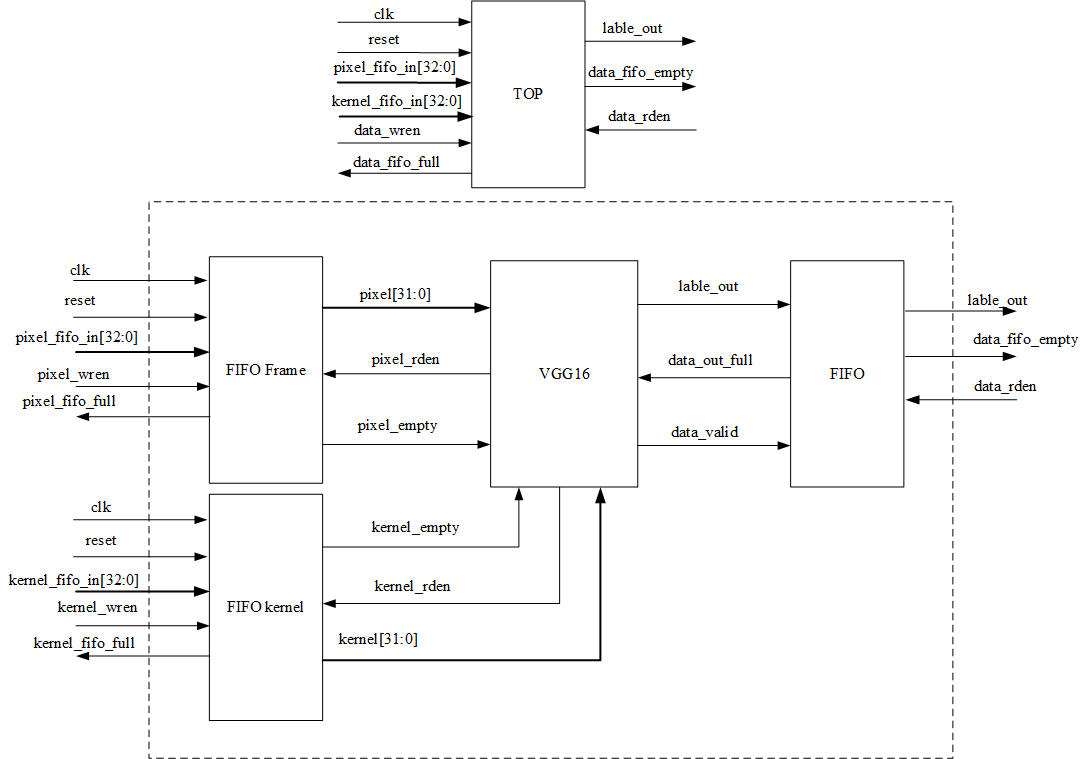 clk
reset
pixel_fifo_in[32:0]
kernel_fifo_in[32:0]
data_wren
data_fifo_full
TOP
lable_out
data_fifo_empty
data_rden
clk
reset
pixel_fifo_in[32:0]
pixel_wren
pixel_fifo_full
FIFO Frame
pixel[31:0]
pixel_rden
pixel_empty
VGG16
lable_out
data_out_full
data_valid
FIFO
lable_out
data_fifo_empty
data_rden
clk
reset
kernel_fifo_in[32:0]
kernel_wren
kernel_fifo_full
FIFO kernel
kernel_empty
kernel_rden
kernel[31:0]